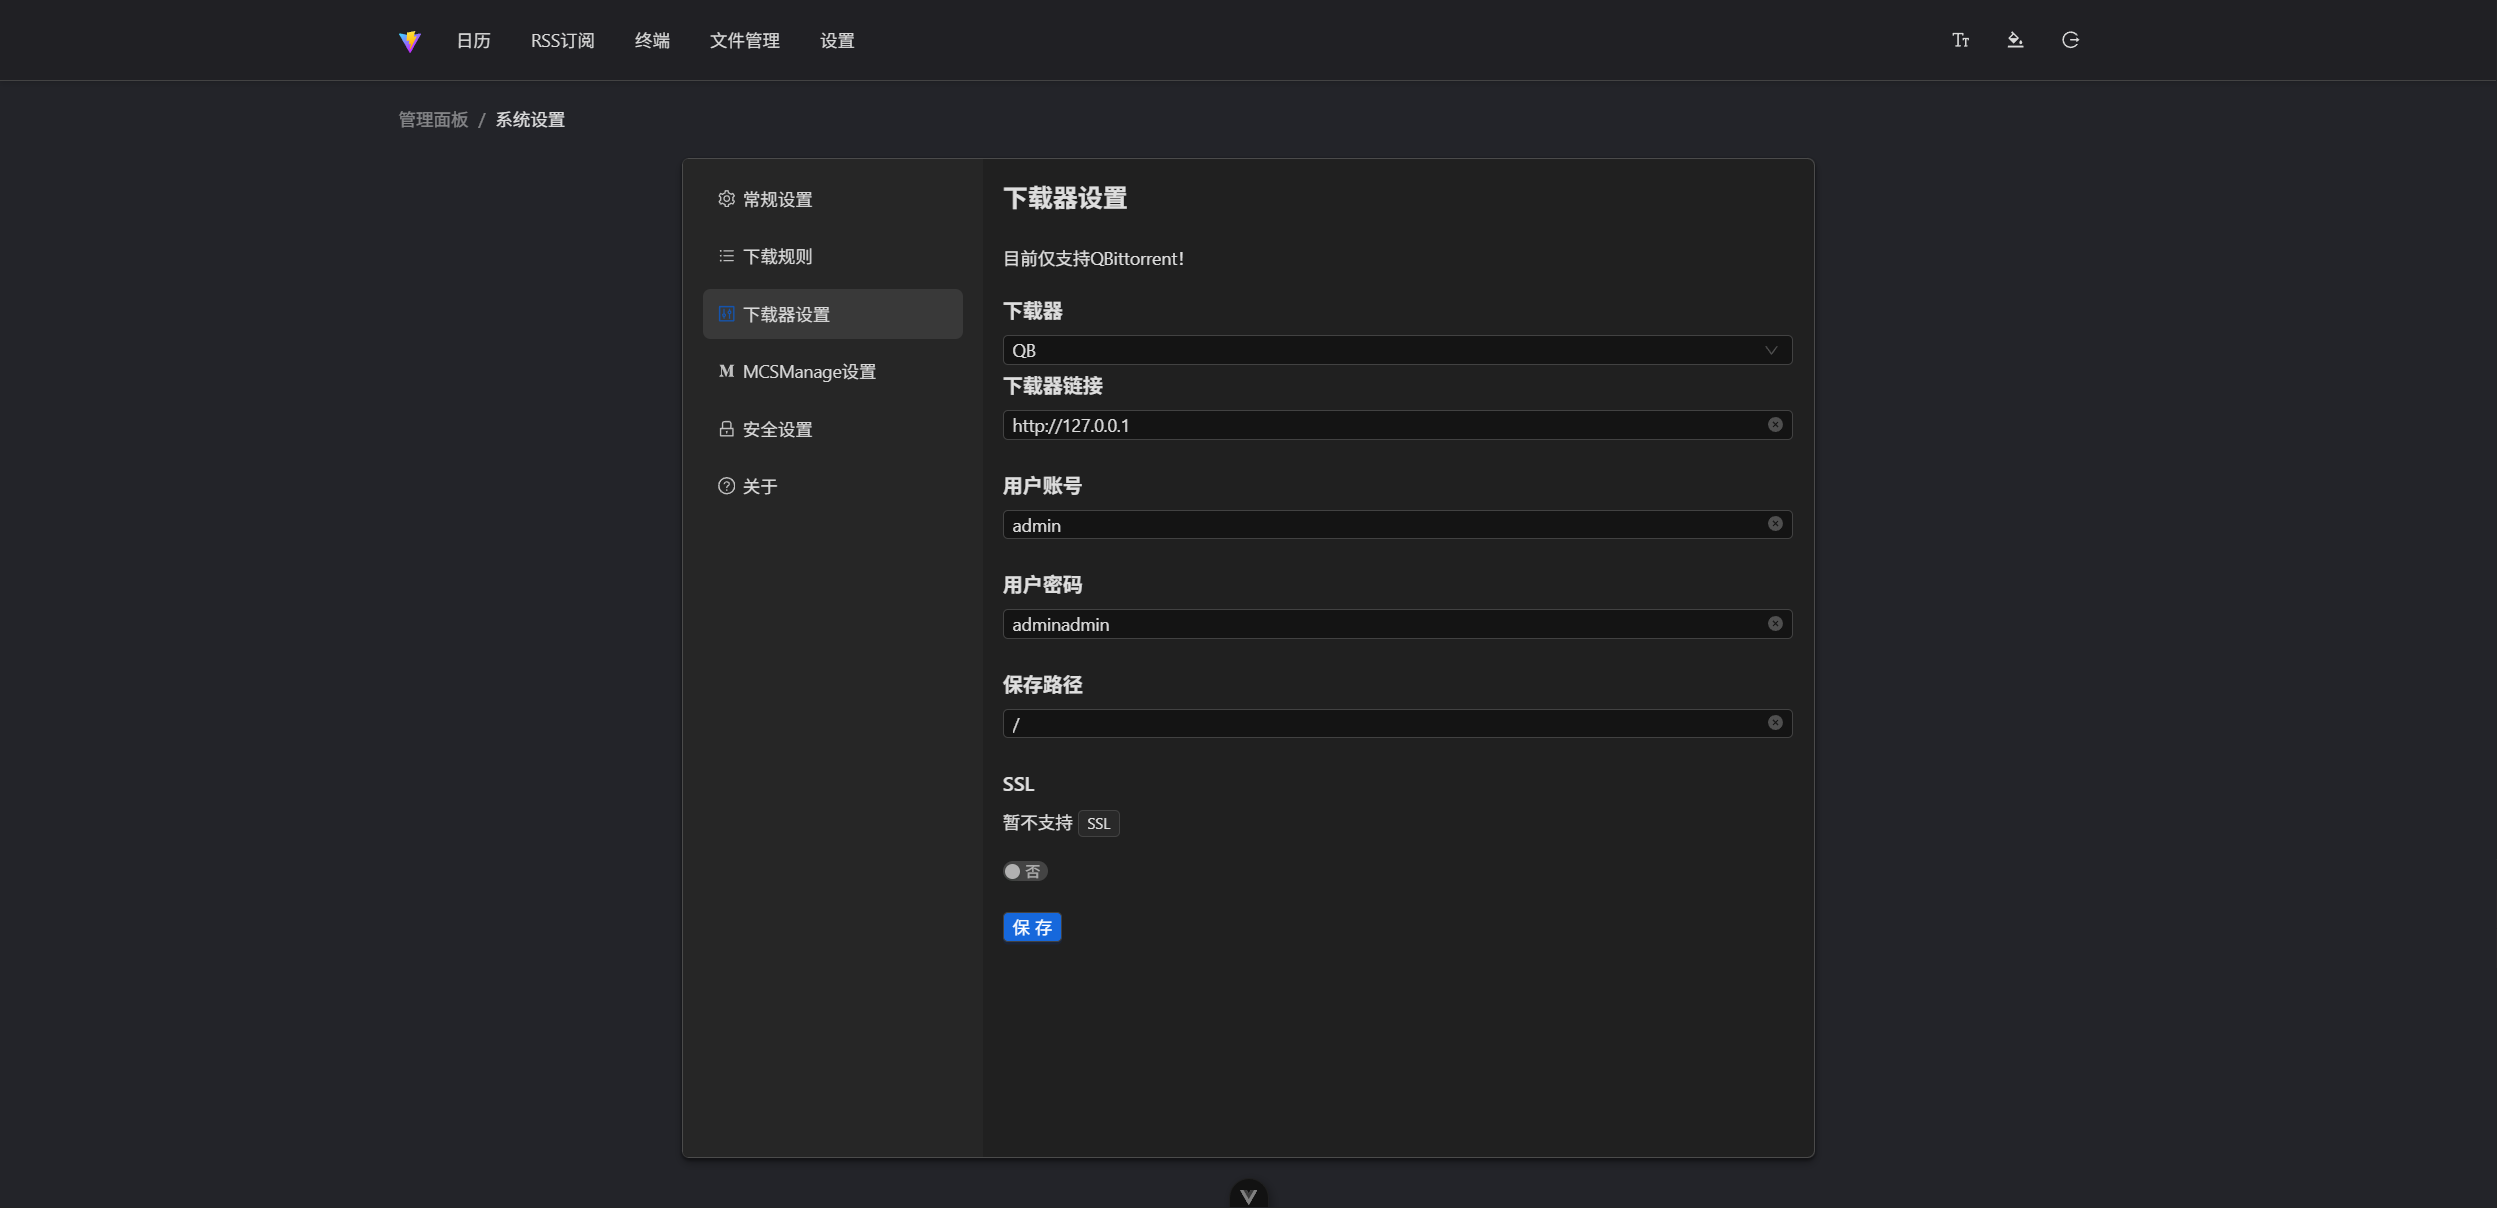 日历 RSS订阅 终端 文件管理 设置
管理面板 / 系统设置
常规设置
下载规则
下载器设置
MCSManage设置
安全设置
关于
下载器设置
目前仅支持QBittorrent!
下载器
QB
下载器链接
http://127.0.0.1
用户账号
admin
用户密码
adminadmin
保存路径
/
SSL
暂不支持 SSL
否
保 存